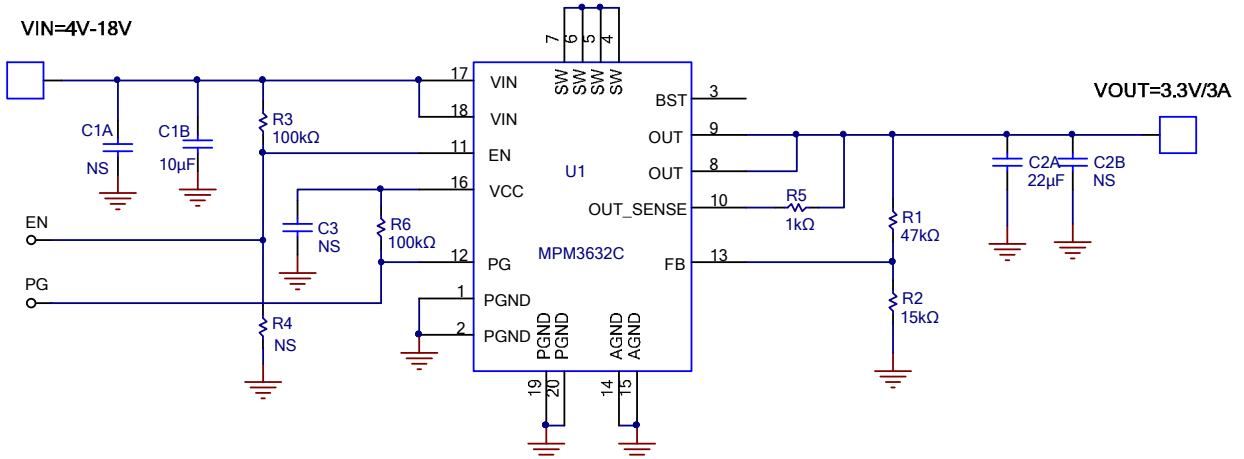 VIN=4V-18V
7
6
5
4
SW
SW
SW
SW
17
VIN
18
VIN
11
EN
16
VCC
12
PG
1
PGND
2
PGND
BST
3
OUT
9
OUT
8
OUT_SENSE
10
FB
13
U1
MPM3632C
PGND
PGND
AGND
AGND
19
20
14
15
C1A
NS
C1B
10µF
R3
100kΩ
C3
NS
R6
100kΩ
EN
PG
R4
NS
R5
1kΩ
R1
47kΩ
R2
15kΩ
C2A
22µF
C2B
NS
VOUT=3.3V/3A